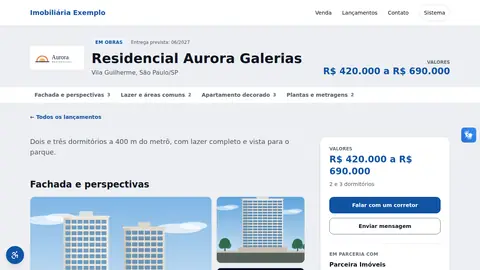 Imobiliária Exemplo
Venda
Lançamentos
Contato
Sistema
EM OBRAS
Entrega prevista: 06/2027
Aurora
Residencial Aurora Galerias
Vila Guilherme, São Paulo/SP
VALORES
R$ 420.000 a R$ 690.000
Fachada e perspectivas 3
Lazer e áreas comuns 2
Apartamento decorado 3
Plantas e metragens 2
← Todos os lançamentos
Dois e três dormitórios a 400 m do metrô, com lazer completo e vista para o
parque.
Fachada e perspectivas
VALORES
R$ 420.000 a R$
690.000
2 e 3 dormitórios
Falar com um corretor
Enviar mensagem
EM PARCERIA COM
Parceira Imóveis